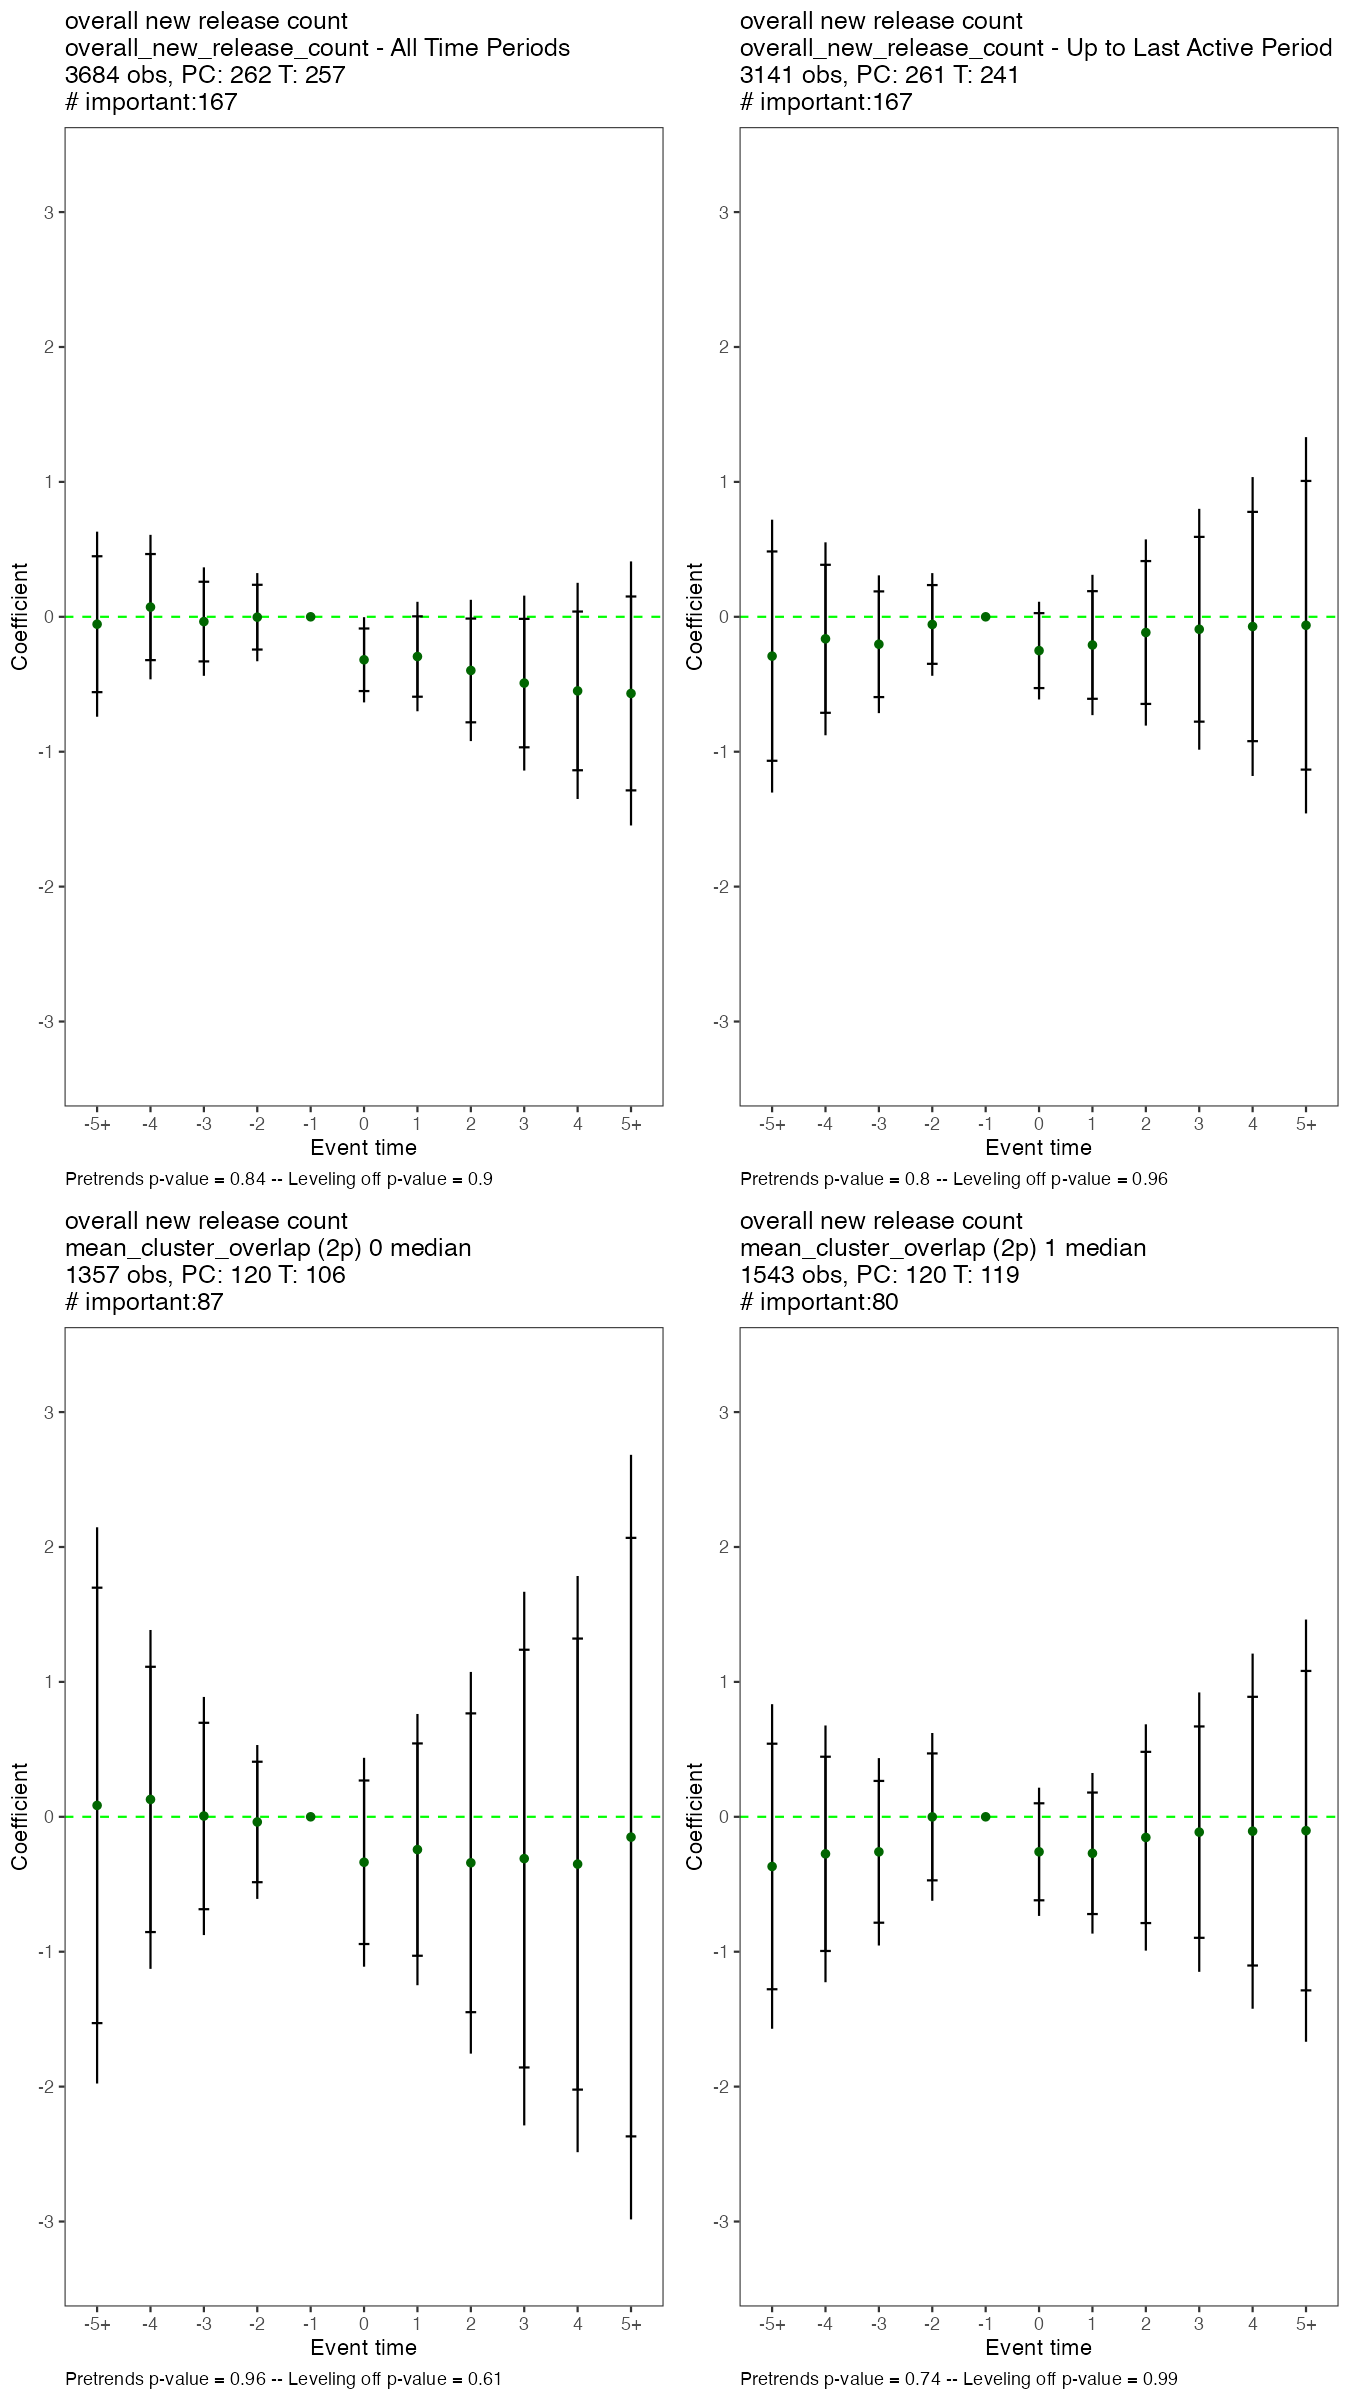 overall new release count
overall_new_release_count - All Time Periods
3684 obs, PC: 262 T: 257
# important:167
3
2
1
0
-1
-2
-3
Coefficient
-5+ -4 -3 -2 -1 0 1 2 3 4 5+
Event time
Pretrends p-value = 0.84 -- Leveling off p-value = 0.9
overall new release count
overall_new_release_count - Up to Last Active Period
3141 obs, PC: 261 T: 241
# important:167
3
2
1
0
-1
-2
-3
Coefficient
-5+ -4 -3 -2 -1 0 1 2 3 4 5+
Event time
Pretrends p-value = 0.8 -- Leveling off p-value = 0.96
overall new release count
mean_cluster_overlap (2p) 0 median
1357 obs, PC: 120 T: 106
# important:87
3
2
1
0
-1
-2
-3
Coefficient
-5+ -4 -3 -2 -1 0 1 2 3 4 5+
Event time
Pretrends p-value = 0.96 -- Leveling off p-value = 0.61
overall new release count
mean_cluster_overlap (2p) 1 median
1543 obs, PC: 120 T: 119
# important:80
3
2
1
0
-1
-2
-3
Coefficient
-5+ -4 -3 -2 -1 0 1 2 3 4 5+
Event time
Pretrends p-value = 0.74 -- Leveling off p-value = 0.99